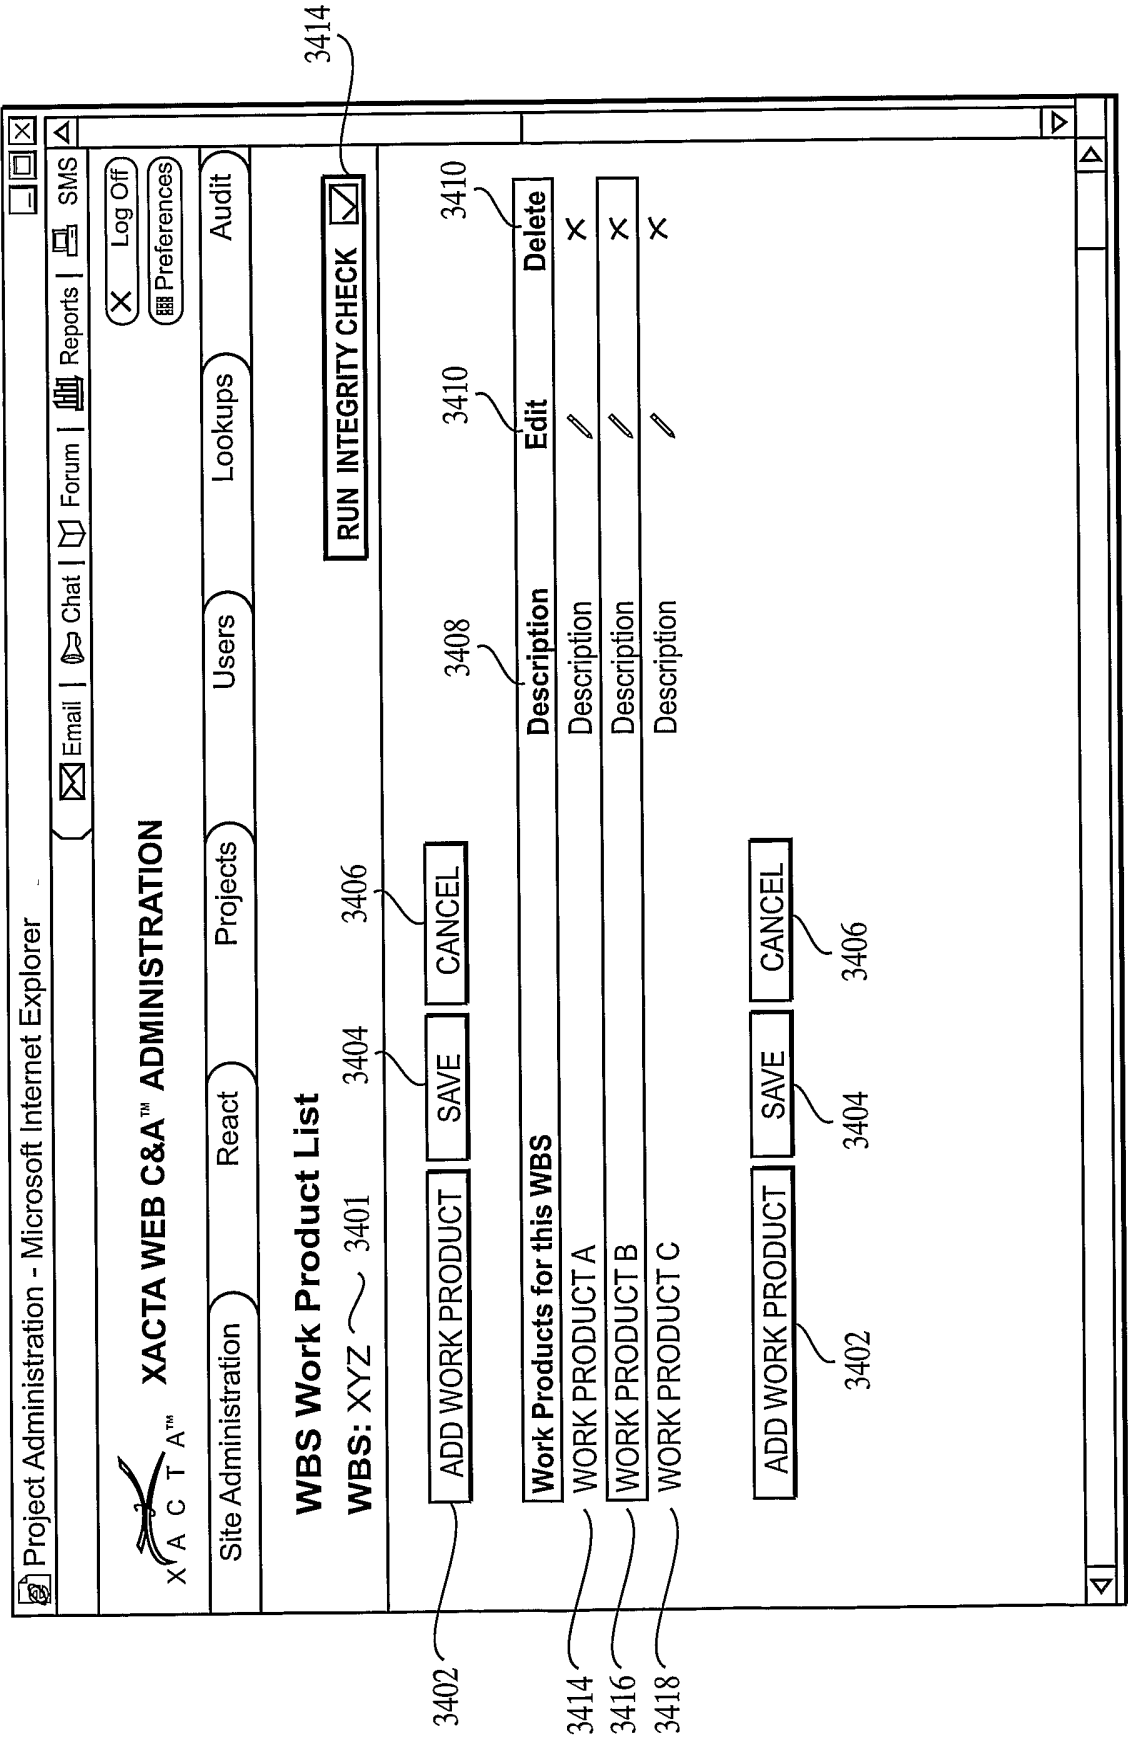 Project Administration - Microsoft Internet Explorer
Email | Chat | Forum | Reports | SMS
X A C T A™
XACTA WEB C&A™ ADMINISTRATION
Log Off
Preferences
Site Administration React Projects Users Lookups Audit
WBS Work Product List
WBS: XYZ 3401
RUN INTEGRITY CHECK
3414
3404 3406
3402
ADD WORK PRODUCT SAVE CANCEL
3408 3410 3410
Work Products for this WBS Description Edit Delete
3414 WORK PRODUCT A Description
3416 WORK PRODUCT B Description
3418 WORK PRODUCT C Description
ADD WORK PRODUCT SAVE CANCEL
3402 3404 3406